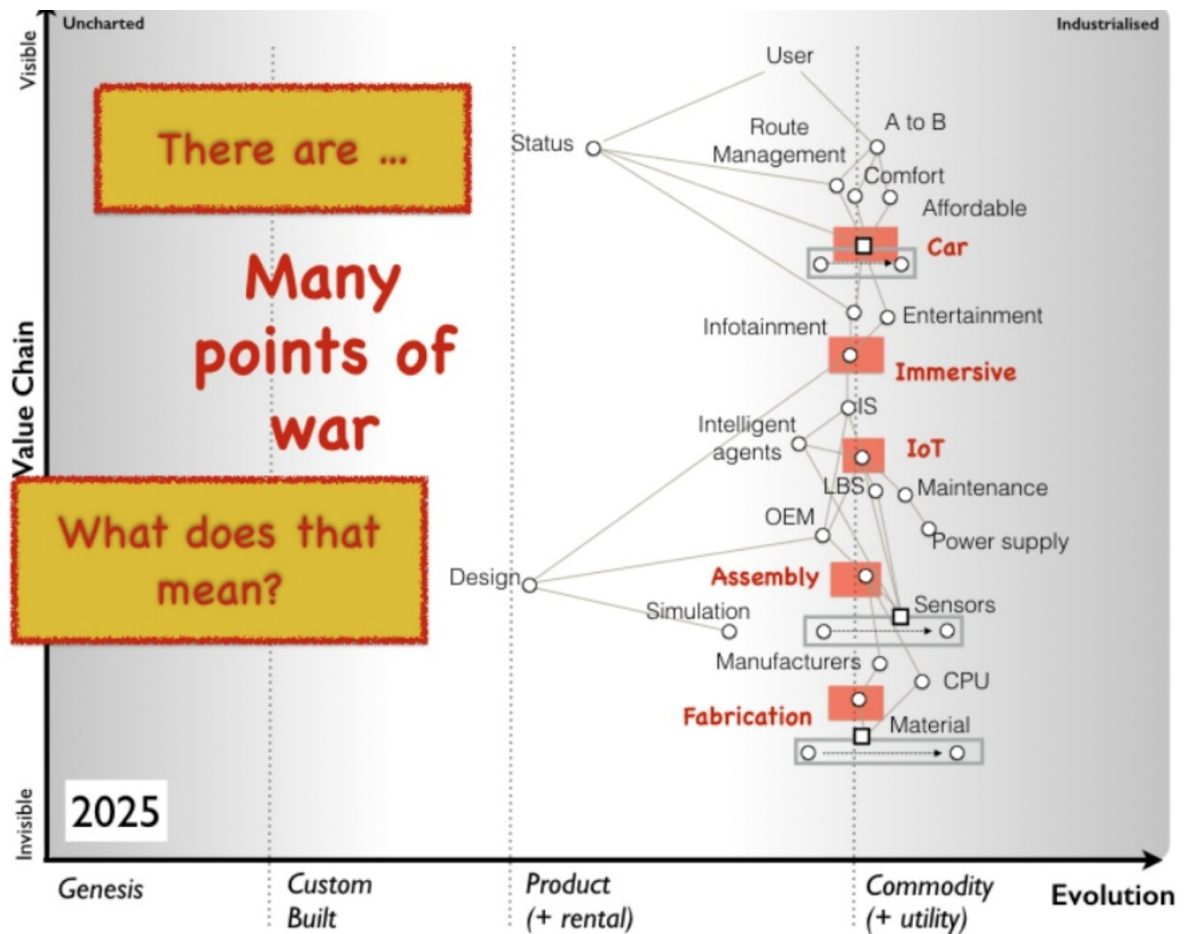 Uncharted
Industrialised
Visible
User
There are ...
A to B
Status
Route
Management
Comfort
Affordable
Car
Many
points of
war
Infotainment
Entertainment
Immersive
Value Chain
IS
Intelligent
agents
IoT
LBS
Maintenance
OEM
Power supply
What does that
mean?
Design
Assembly
Sensors
Simulation
Manufacturers
CPU
Fabrication
Material
2025
Invisible
Genesis
Custom
Built
Product
(+ rental)
Commodity
(+ utility)
Evolution